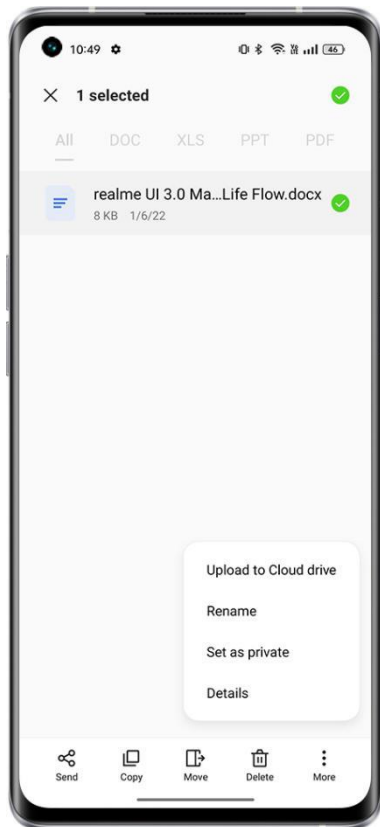 10:49
46
1 selected
All DOC XLS PPT PDF
realme UI 3.0 Ma...Life Flow.docx
8 KB 1/6/22
Upload to Cloud drive
Rename
Set as private
Details
Send Copy Move Delete More